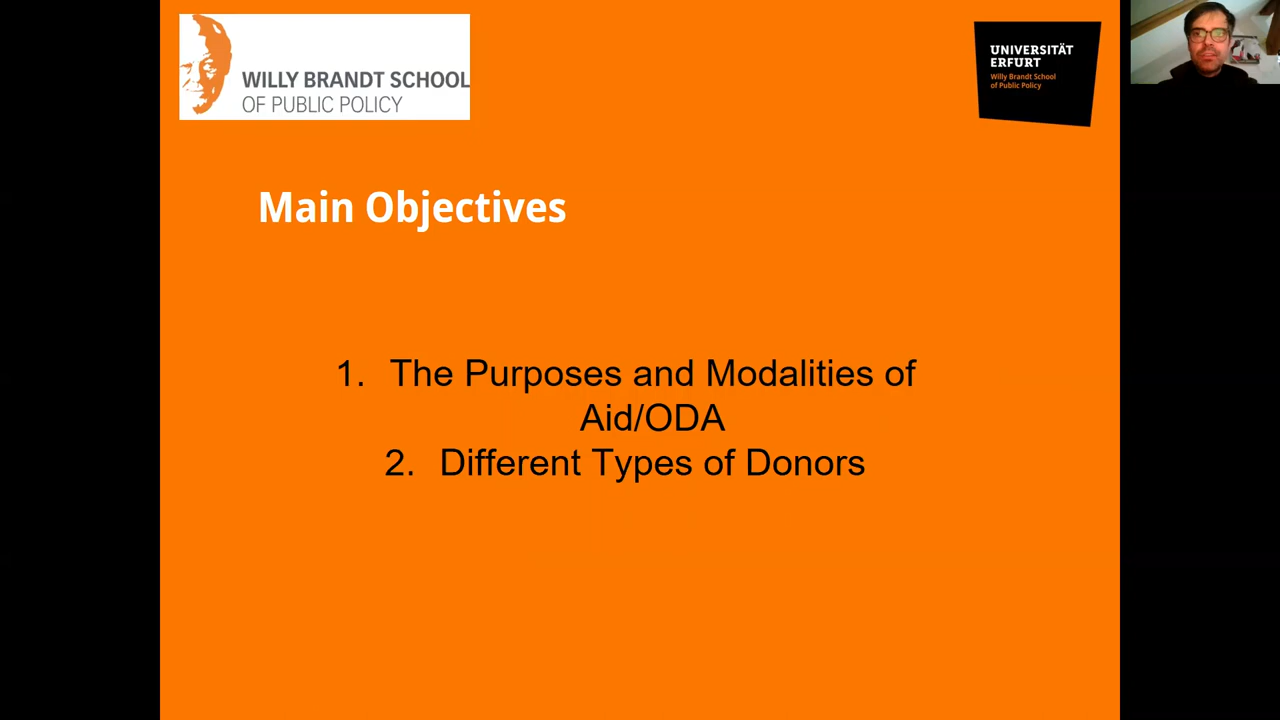 WILLY BRANDT SCHOOL
OF PUBLIC POLICY
UNIVERSITÄT
ERFURT
Willy Brandt School
of Public Policy
Main Objectives
1. The Purposes and Modalities of
Aid/ODA
2. Different Types of Donors